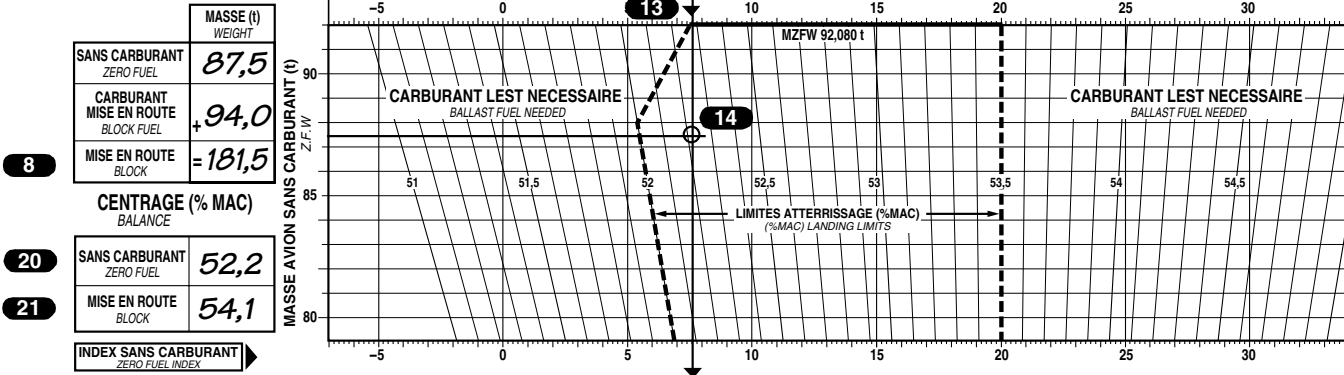 MASSE (t)
WEIGHT
SANS CARBURANT
ZERO FUEL
87,5
CARBURANT
MISE EN ROUTE
BLOCK FUEL
+94,0
8
MISE EN ROUTE
BLOCK
=181,5
CENTRAGE (% MAC)
BALANCE
20
SANS CARBURANT
ZERO FUEL
52,2
21
MISE EN ROUTE
BLOCK
54,1
INDEX SANS CARBURANT
ZERO FUEL INDEX
MASSE AVION SANS CARBURANT (t)
Z.F.W
–5 0 5 13 10 15 20 25 30
MZFW 92,080 t
90
CARBURANT LEST NECESSAIRE
BALLAST FUEL NEEDED
14
CARBURANT LEST NECESSAIRE
BALLAST FUEL NEEDED
51 51,5 52 52,5 53 53,5 54 54,5
85
LIMITES ATTERRISSAGE (%MAC)
(%MAC) LANDING LIMITS
80
–5 0 5 10 15 20 25 30